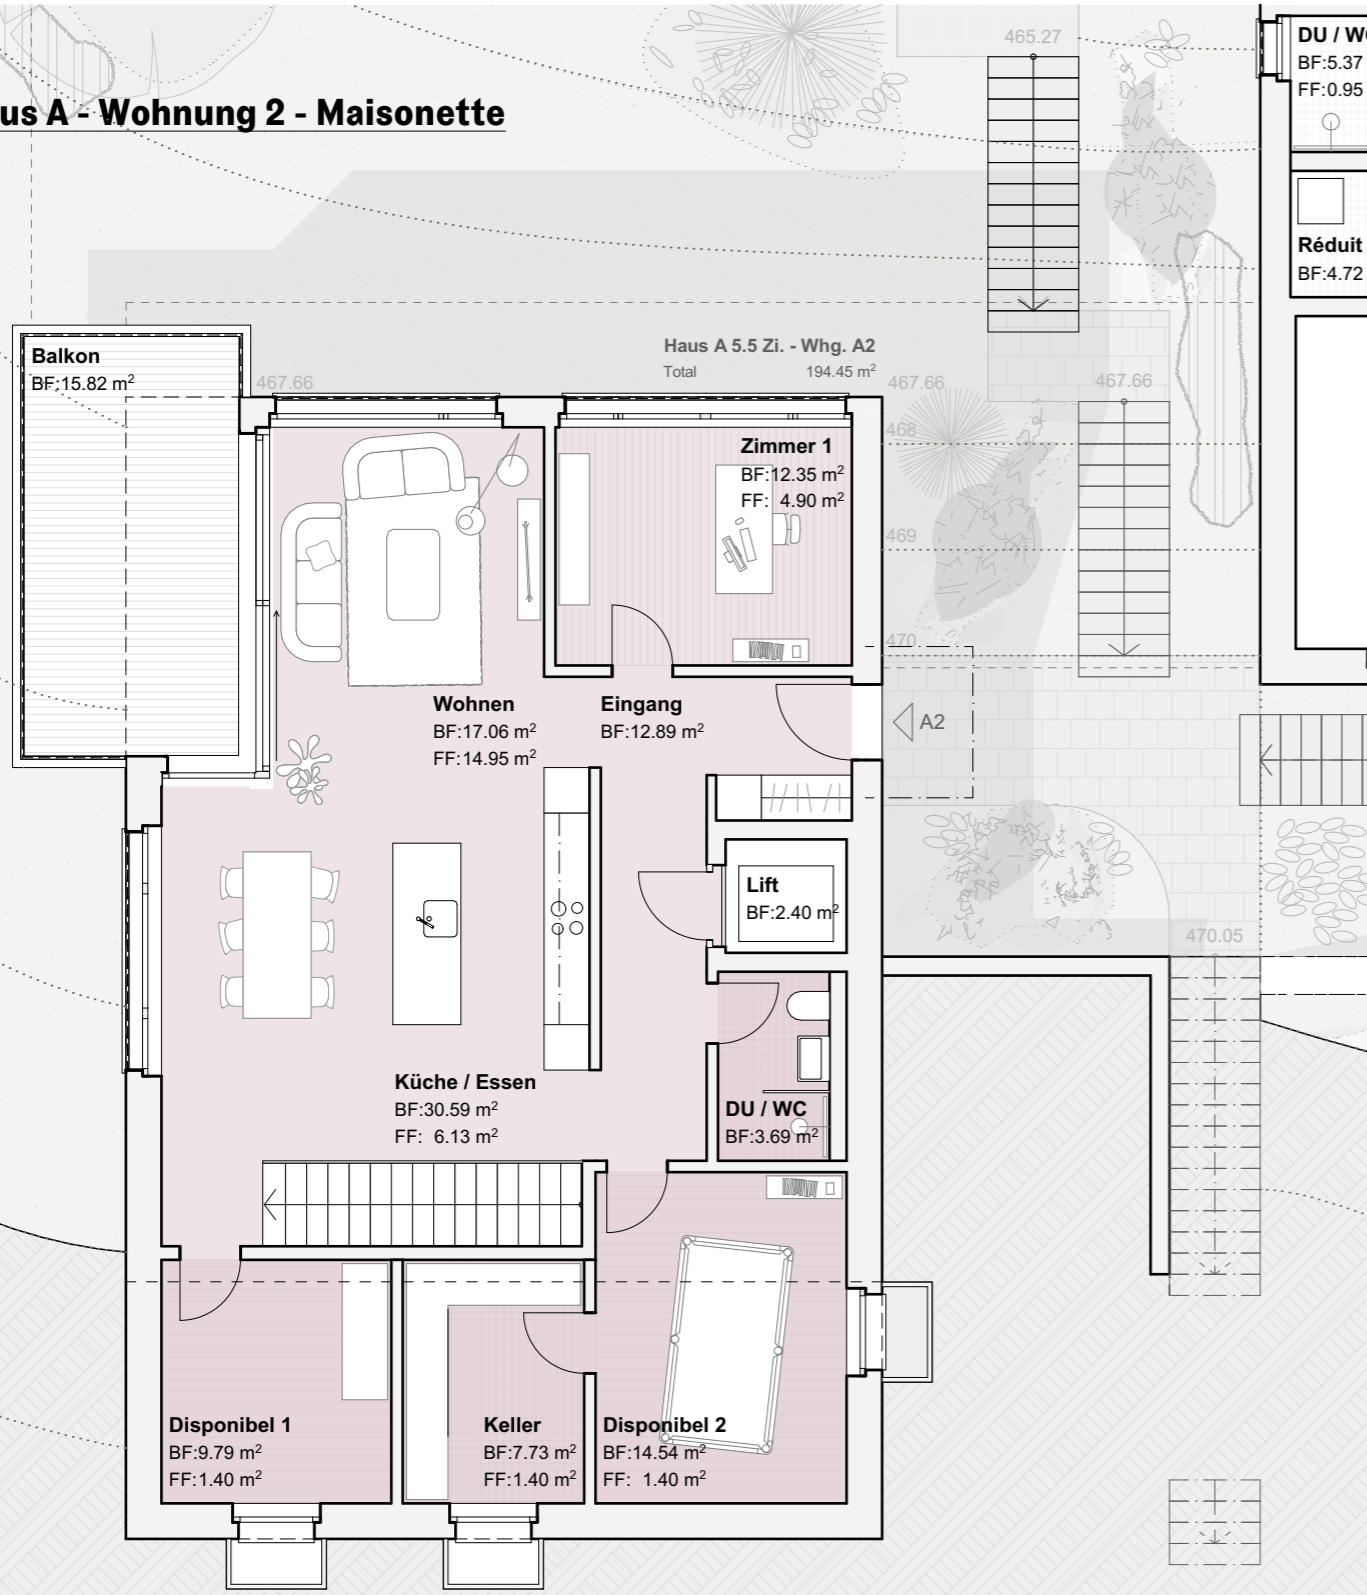 465.27
DU / W
BF:5.37
FF:0.95
us A - Wohnung 2 - Maisonette
Réduit
BF:4.72
Balkon
BF:15.82 m²
467.66
Haus A 5.5 Zi. - Whg. A2
Total 194.45 m²
467.66
467.66
468
Zimmer 1
BF:12.35 m²
FF: 4.90 m²
469
470
Wohnen
BF:17.06 m²
FF:14.95 m²
Eingang
BF:12.89 m²
A2
Lift
BF:2.40 m²
470.05
Küche / Essen
BF:30.59 m²
FF: 6.13 m²
DU / WC
BF:3.69 m²
Disponibel 1
BF:9.79 m²
FF:1.40 m²
Keller
BF:7.73 m²
FF:1.40 m²
Disponibel 2
BF:14.54 m²
FF: 1.40 m²